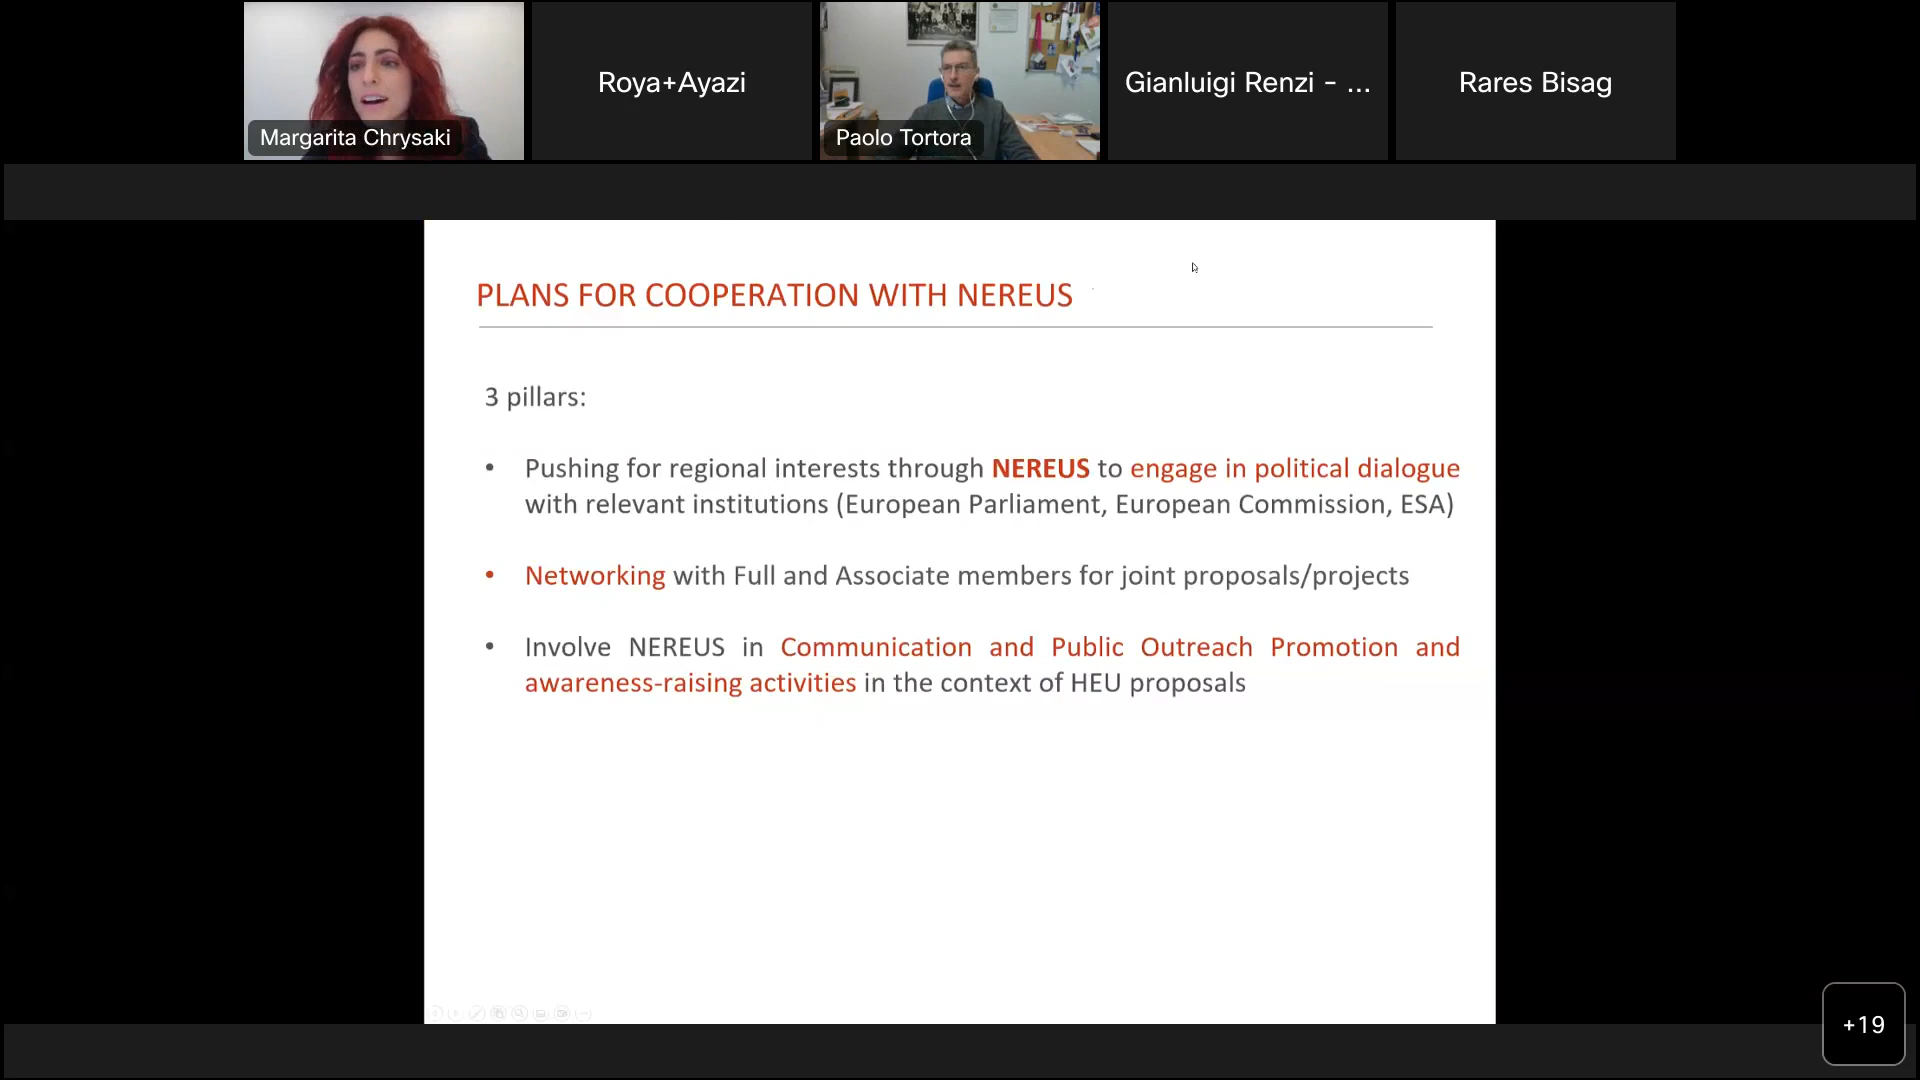 Margarita Chrysaki
Roya+Ayazi
Paolo Tortora
Gianluigi Renzi - ...
Rares Bisag
PLANS FOR COOPERATION WITH NEREUS
3 pillars:
• Pushing for regional interests through NEREUS to engage in political dialogue
with relevant institutions (European Parliament, European Commission, ESA)
• Networking with Full and Associate members for joint proposals/projects
• Involve NEREUS in Communication and Public Outreach Promotion and
awareness-raising activities in the context of HEU proposals
+19